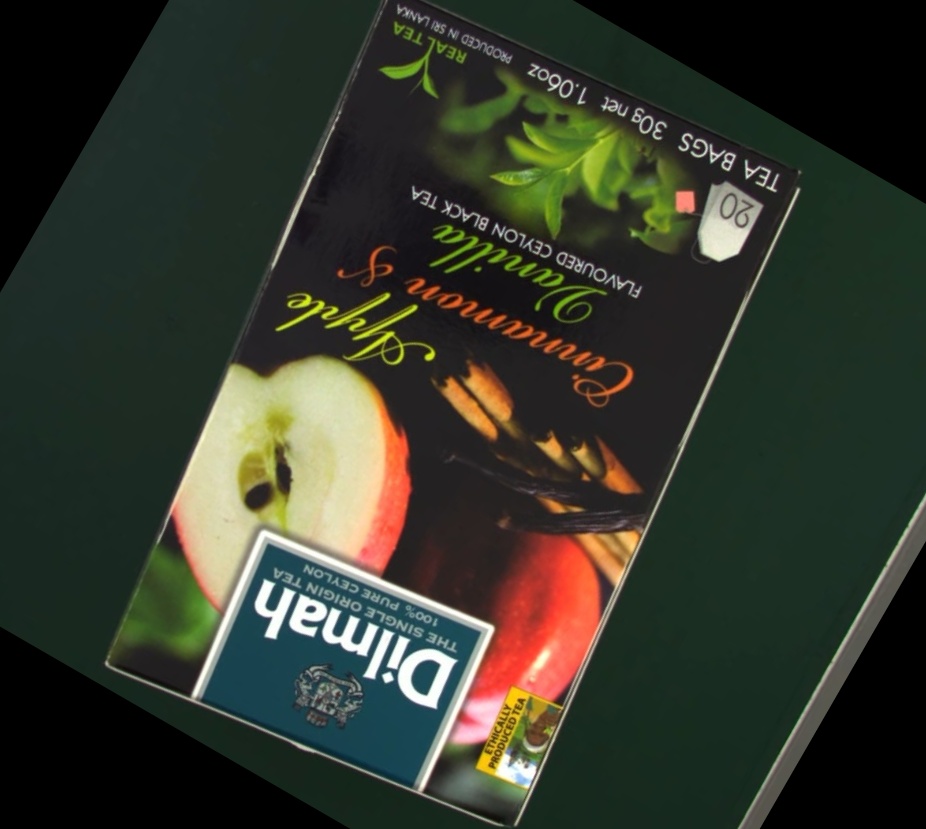 Dilmah
THE SINGLE ORIGIN TEA
100% PURE CEYLON
ETHICALLY
PRODUCED TEA
Apple
Cinnamon &
Vanilla
FLAVOURED CEYLON BLACK TEA
20
TEA BAGS 30g net 1.06oz
REAL TEA
PRODUCED IN SRI LANKA